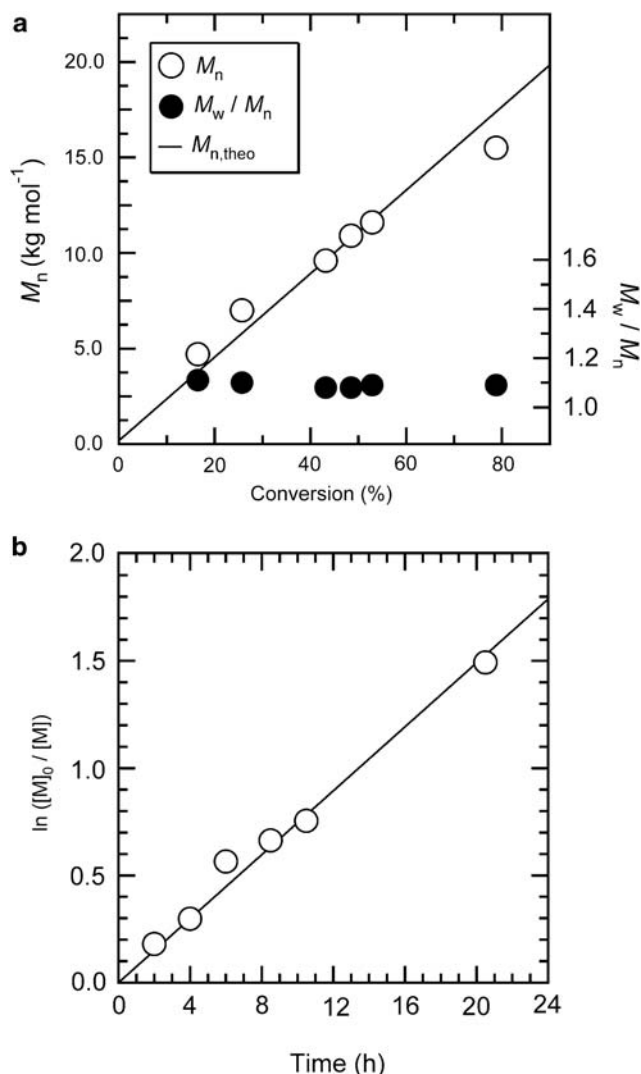 a
20.0
15.0
10.0
5.0
0.0
Mn (kg mol−1)
Mn
Mw / Mn
Mn,theo
1.6
1.4
1.2
1.0
Mw / Mn
0 20 40 60 80
Conversion (%)
b
2.0
1.5
1.0
0.5
0.0
ln ([M]0 / [M])
0 4 8 12 16 20 24
Time (h)